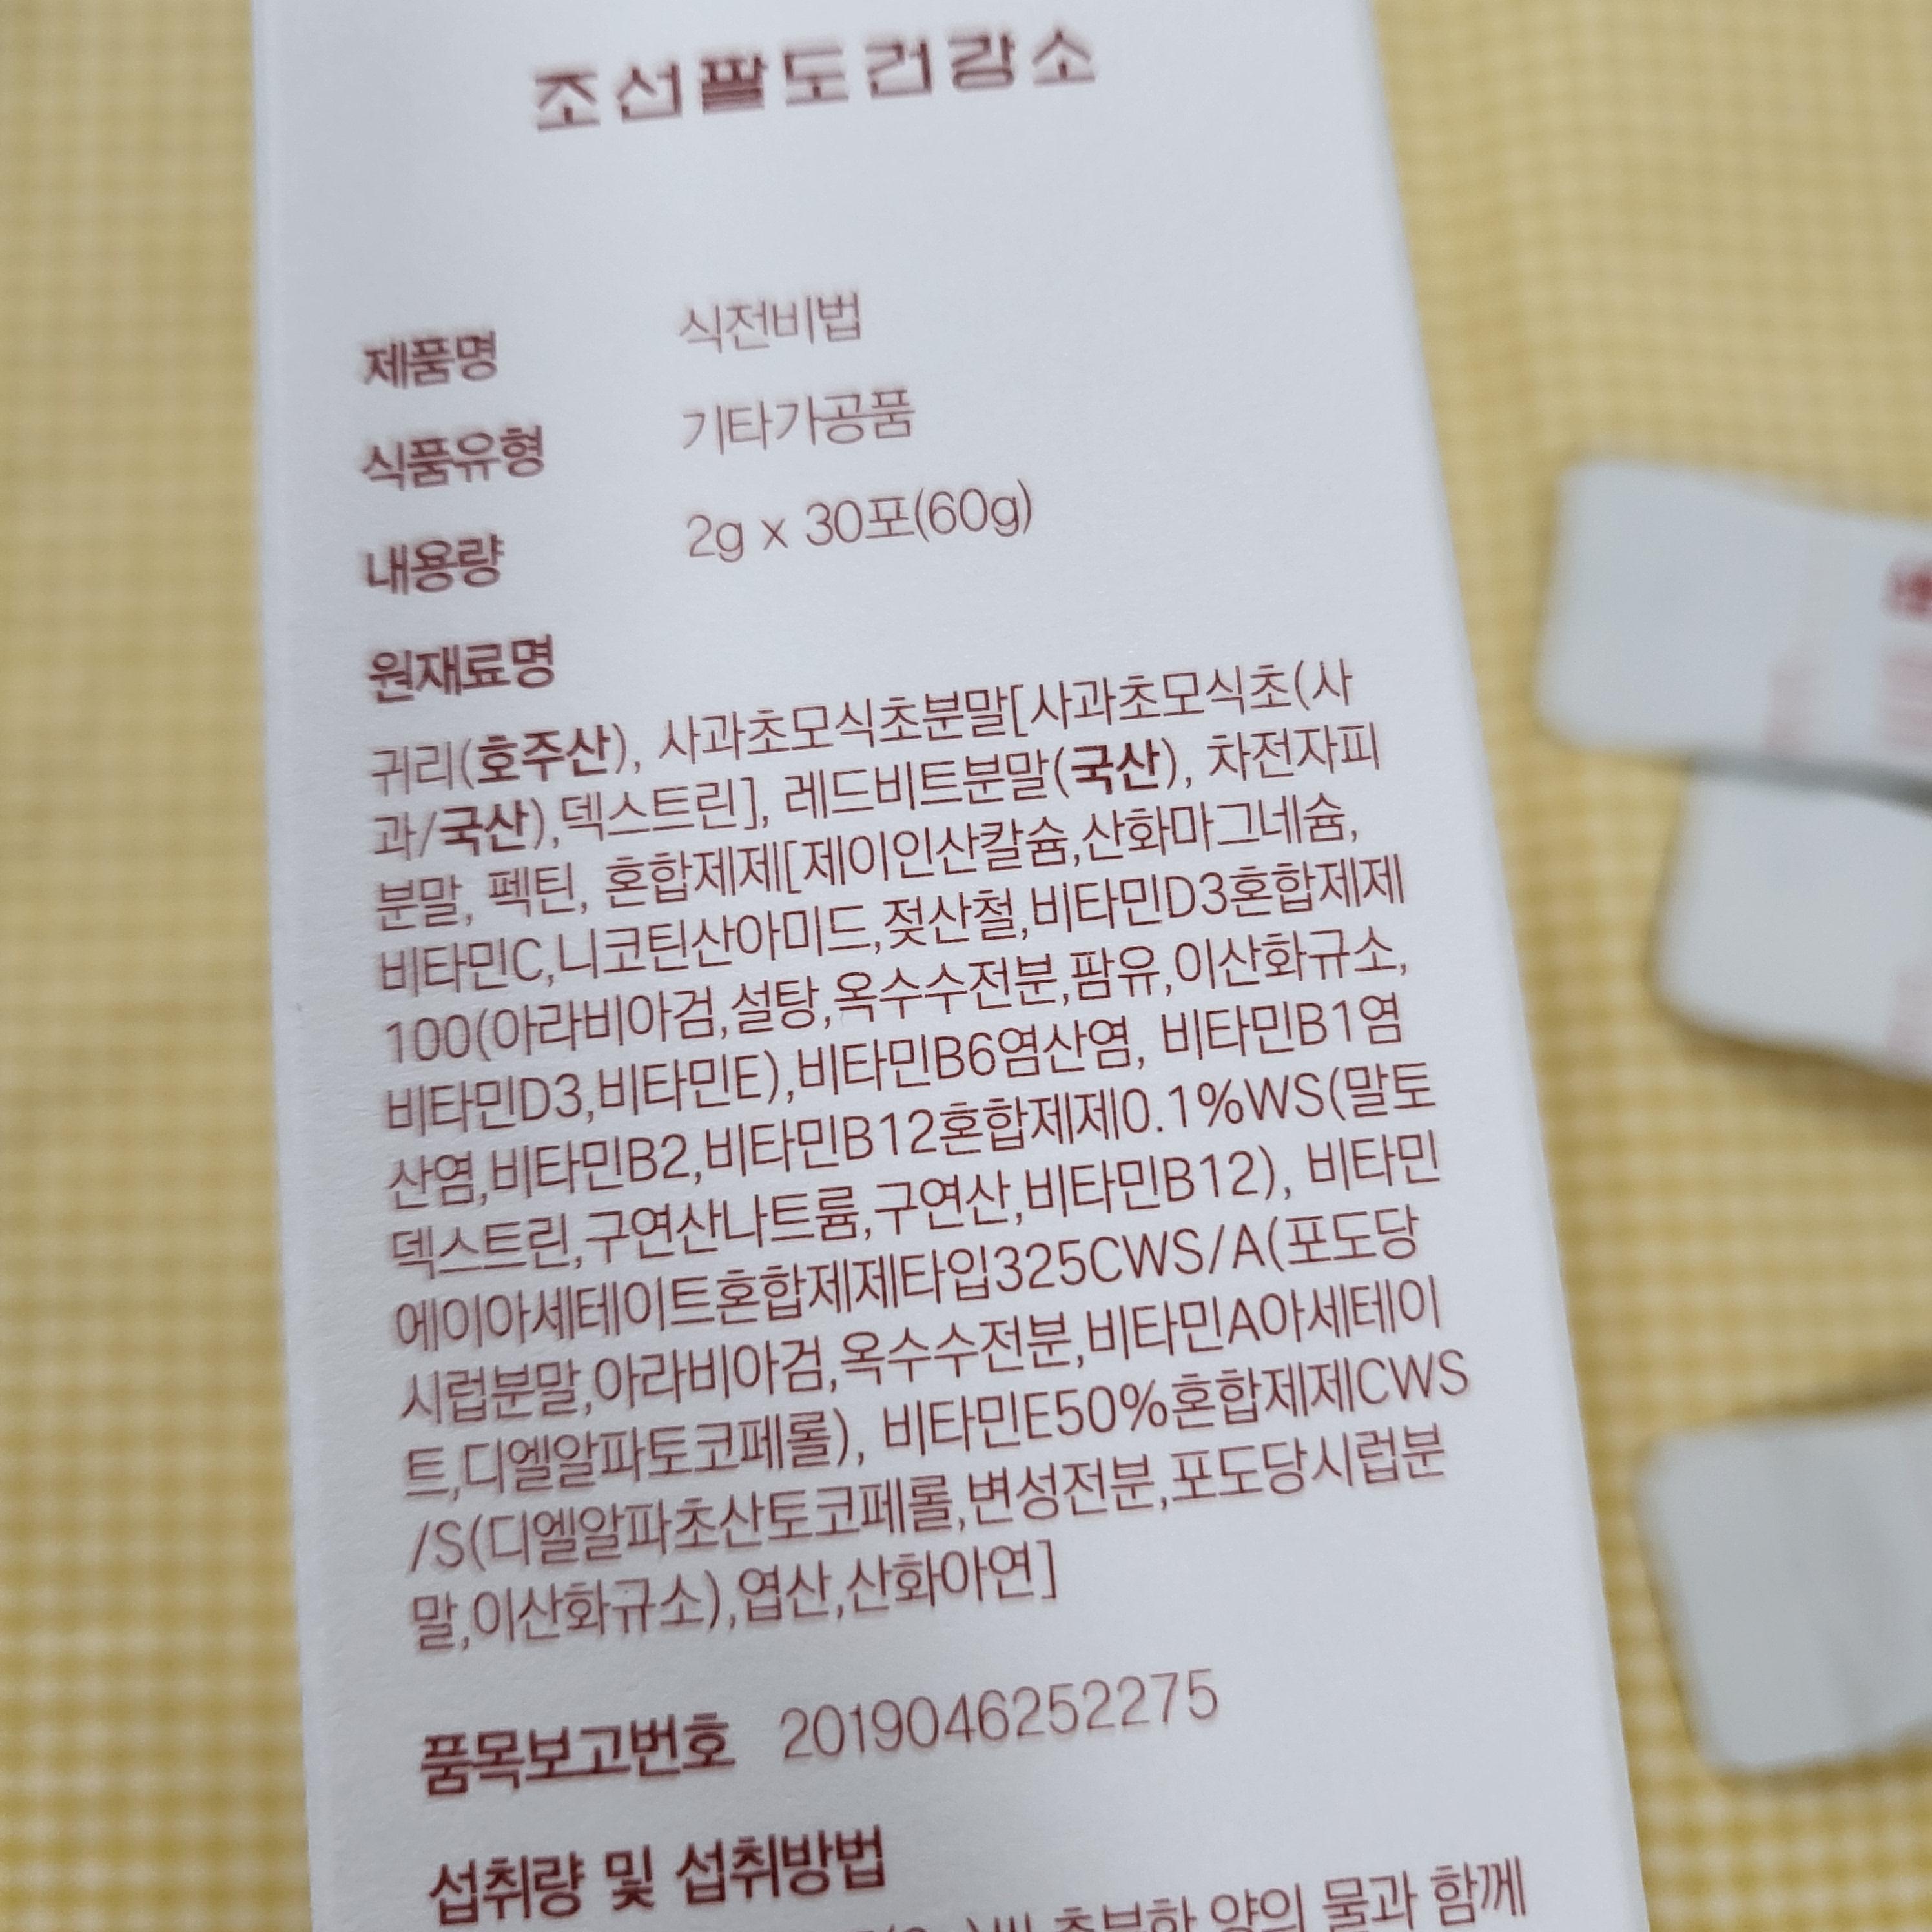 조선팔도건강소
제품명 식전비법
식품유형 기타가공품
내용량 2g x 30포(60g)
원재료명
귀리(호주산), 사과초모식초분말[사과초모식초(사
과/국산),덱스트린], 레드비트분말(국산), 차전자피
분말, 펙틴, 혼합제제[제이인산칼슘,산화마그네슘,
비타민C,니코틴산아미드,젖산철,비타민D3혼합제제
100(아라비아검,설탕,옥수수전분,팜유,이산화규소,
비타민D3,비타민E),비타민B6염산염, 비타민B1염
산염,비타민B2,비타민B12혼합제제0.1%WS(말토
덱스트린,구연산나트륨,구연산,비타민B12), 비타민
에이아세테이트혼합제제타입325CWS/A(포도당
시럽분말,아라비아검,옥수수전분,비타민A아세테이
트,디엘알파토코페롤), 비타민E50%혼합제제CWS
/S(디엘알파초산토코페롤,변성전분,포도당시럽분
말,이산화규소),엽산,산화아연]
품목보고번호 2019046252275
섭취량 및 섭취방법
충분한 양의 물과 함께